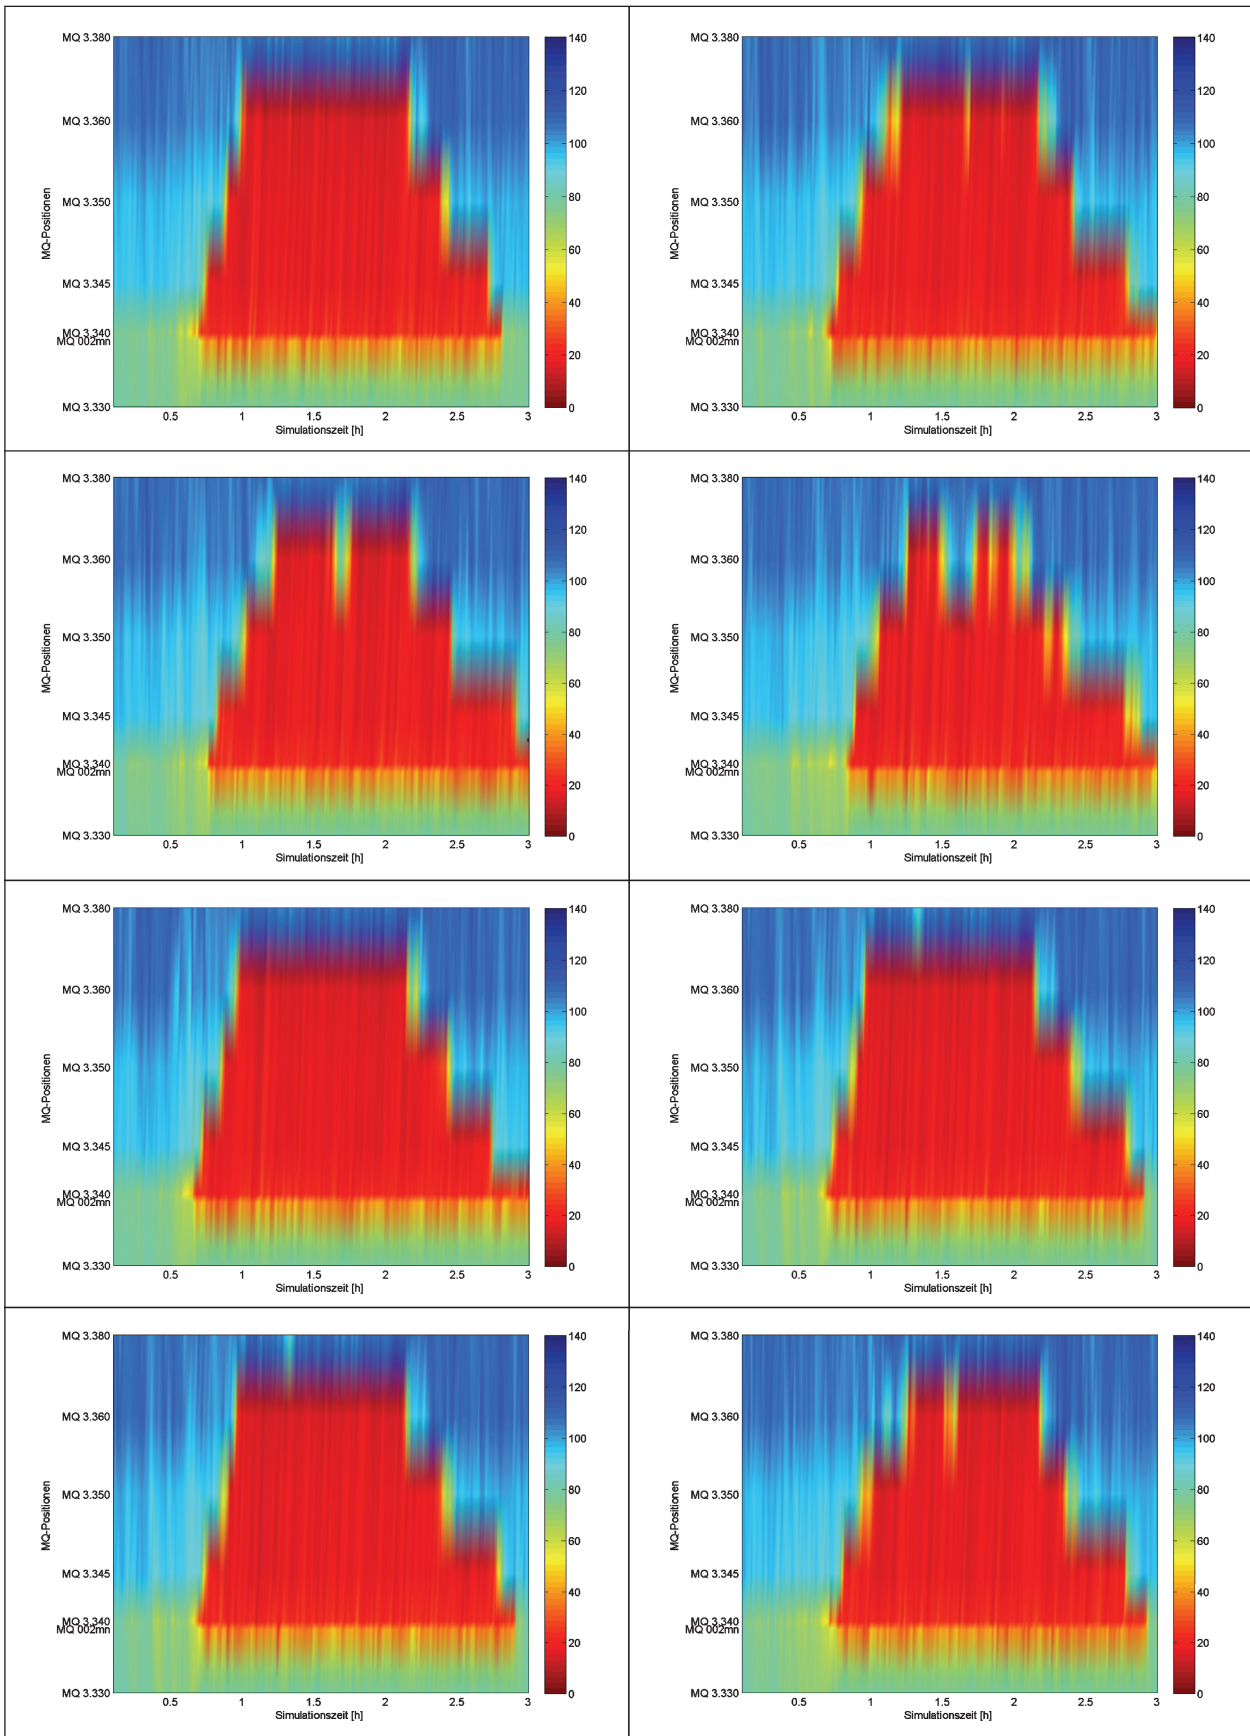 MQ-Positionen
MQ 3.380
MQ 3.360
MQ 3.350
MQ 3.345
MQ 3.340
MQ 002mn
MQ 3.330
0.5 1 1.5 2 2.5 3
Simulationszeit [h]
140
120
100
80
60
40
20
0
MQ-Positionen
MQ 3.380
MQ 3.360
MQ 3.350
MQ 3.345
MQ 3.340
MQ 002mn
MQ 3.330
0.5 1 1.5 2 2.5 3
Simulationszeit [h]
140
120
100
80
60
40
20
0
MQ-Positionen
MQ 3.380
MQ 3.360
MQ 3.350
MQ 3.345
MQ 3.340
MQ 002mn
MQ 3.330
0.5 1 1.5 2 2.5 3
Simulationszeit [h]
140
120
100
80
60
40
20
0
MQ-Positionen
MQ 3.380
MQ 3.360
MQ 3.350
MQ 3.345
MQ 3.340
MQ 002mn
MQ 3.330
0.5 1 1.5 2 2.5 3
Simulationszeit [h]
140
120
100
80
60
40
20
0
MQ-Positionen
MQ 3.380
MQ 3.360
MQ 3.350
MQ 3.345
MQ 3.340
MQ 002mn
MQ 3.330
0.5 1 1.5 2 2.5 3
Simulationszeit [h]
140
120
100
80
60
40
20
0
MQ-Positionen
MQ 3.380
MQ 3.360
MQ 3.350
MQ 3.345
MQ 3.340
MQ 002mn
MQ 3.330
0.5 1 1.5 2 2.5 3
Simulationszeit [h]
140
120
100
80
60
40
20
0
MQ-Positionen
MQ 3.380
MQ 3.360
MQ 3.350
MQ 3.345
MQ 3.340
MQ 002mn
MQ 3.330
0.5 1 1.5 2 2.5 3
Simulationszeit [h]
140
120
100
80
60
40
20
0
MQ-Positionen
MQ 3.380
MQ 3.360
MQ 3.350
MQ 3.345
MQ 3.340
MQ 002mn
MQ 3.330
0.5 1 1.5 2 2.5 3
Simulationszeit [h]
140
120
100
80
60
40
20
0